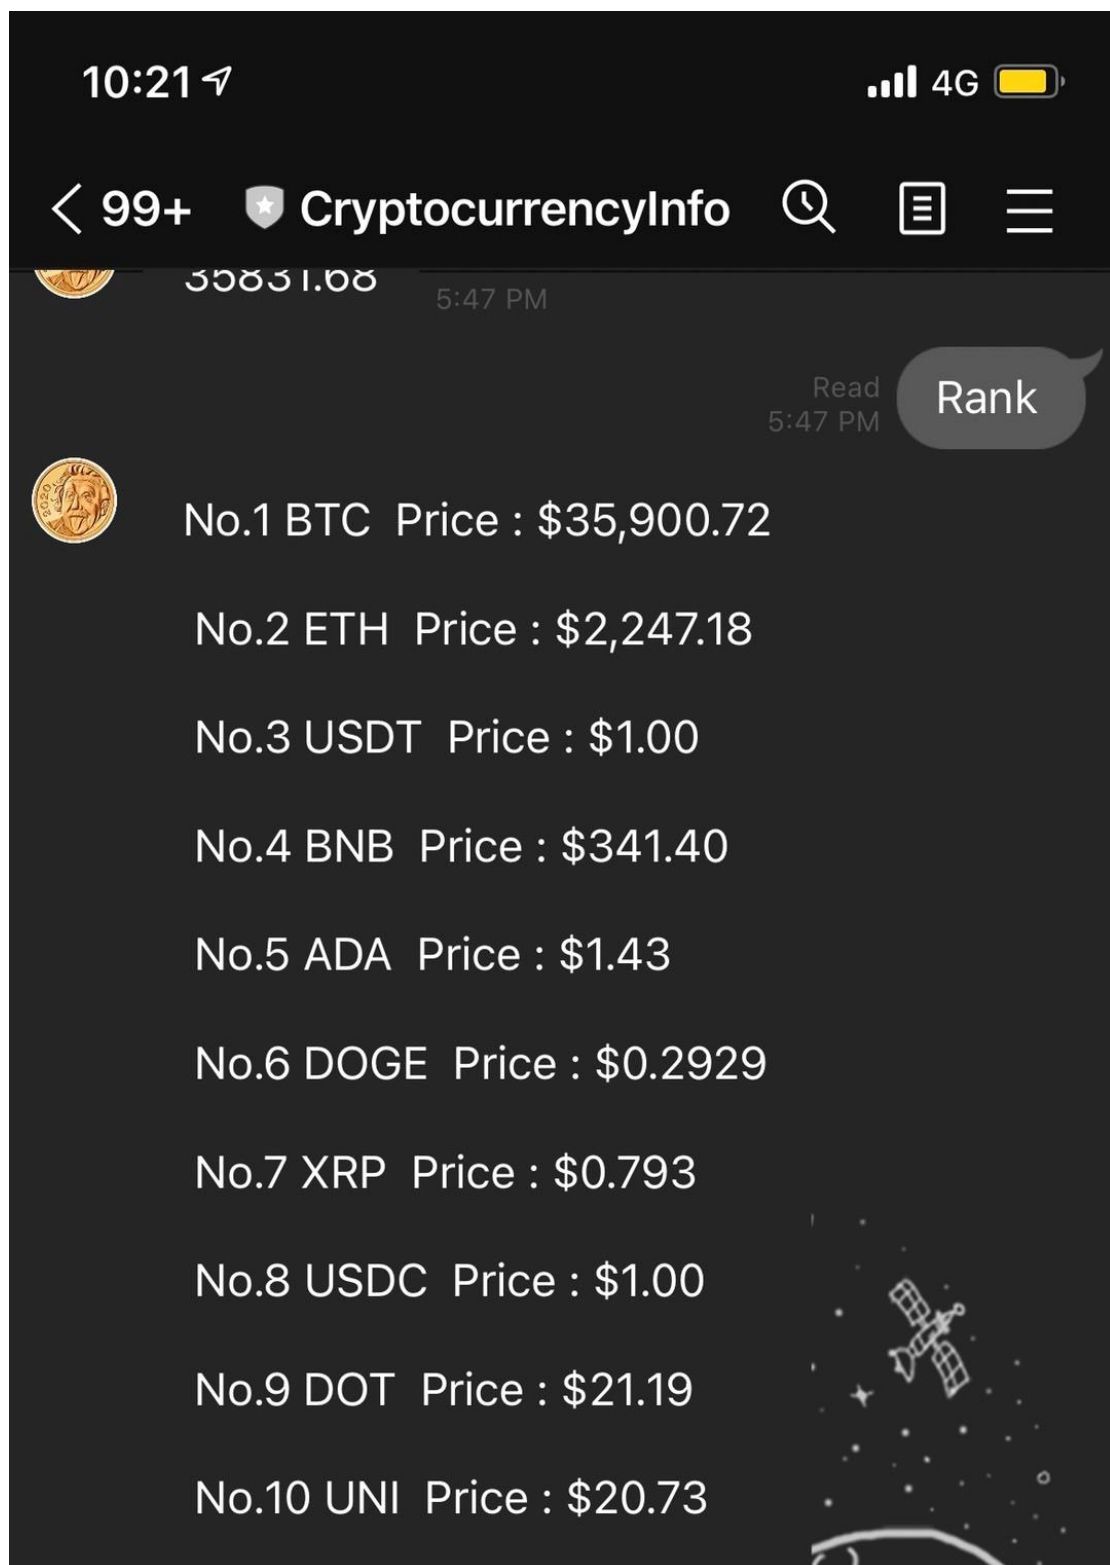 10:21
4G
99+ CryptocurrencyInfo
35831.68
5:47 PM
Read
5:47 PM
Rank
2020
No.1 BTC Price : $35,900.72
No.2 ETH Price : $2,247.18
No.3 USDT Price : $1.00
No.4 BNB Price : $341.40
No.5 ADA Price : $1.43
No.6 DOGE Price : $0.2929
No.7 XRP Price : $0.793
No.8 USDC Price : $1.00
No.9 DOT Price : $21.19
No.10 UNI Price : $20.73